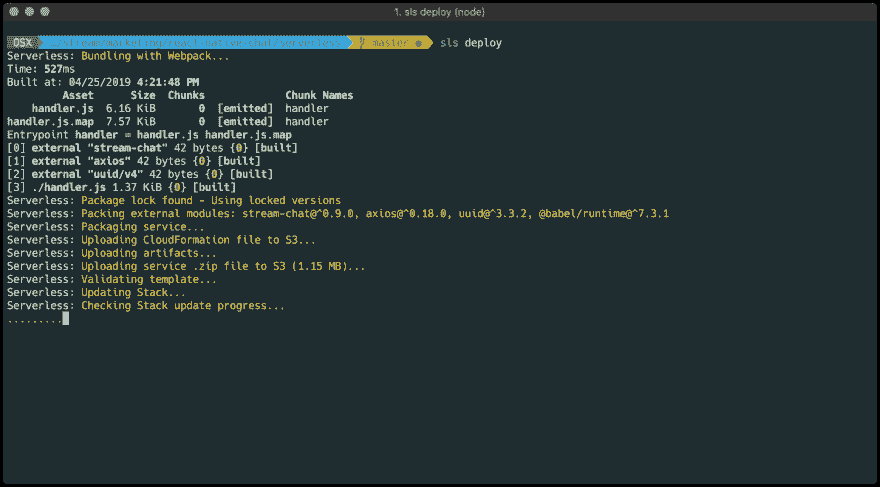 1. sls deploy (node)
OSX master ● sls deploy
Serverless: Bundling with Webpack...
Time: 527ms
Built at: 04/25/2019 4:21:48 PM
Asset Size Chunks Chunk Names
handler.js 6.16 KiB 0 [emitted] handler
handler.js.map 7.57 KiB 0 [emitted] handler
Entrypoint handler = handler.js handler.js.map
[0] external "stream-chat" 42 bytes {0} [built]
[1] external "axios" 42 bytes {0} [built]
[2] external "uuid/v4" 42 bytes {0} [built]
[3] ./handler.js 1.37 KiB {0} [built]
Serverless: Package lock found - Using locked versions
Serverless: Packing external modules: stream-chat@^0.9.0, axios@^0.18.0, uuid@^3.3.2, @babel/runtime@^7.3.1
Serverless: Packaging service...
Serverless: Uploading CloudFormation file to S3...
Serverless: Uploading artifacts...
Serverless: Uploading service .zip file to S3 (1.15 MB)...
Serverless: Validating template...
Serverless: Updating Stack...
Serverless: Checking Stack update progress...
.........